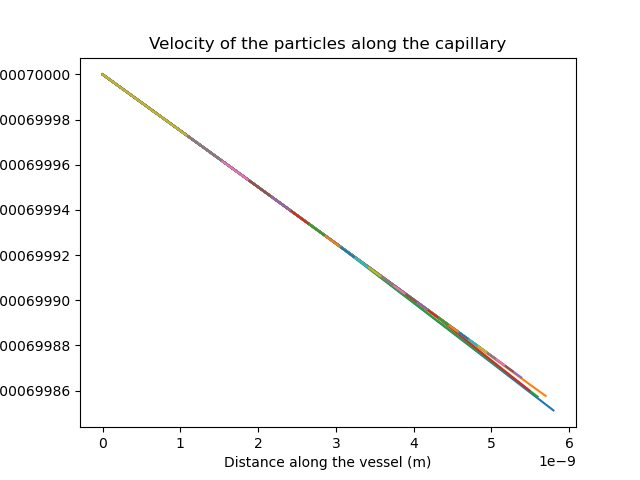 Velocity of the particles along the capillary
00070000
00069998
00069996
00069994
00069992
00069990
00069988
00069986
0 1 2 3 4 5 6
1e−9
Distance along the vessel (m)